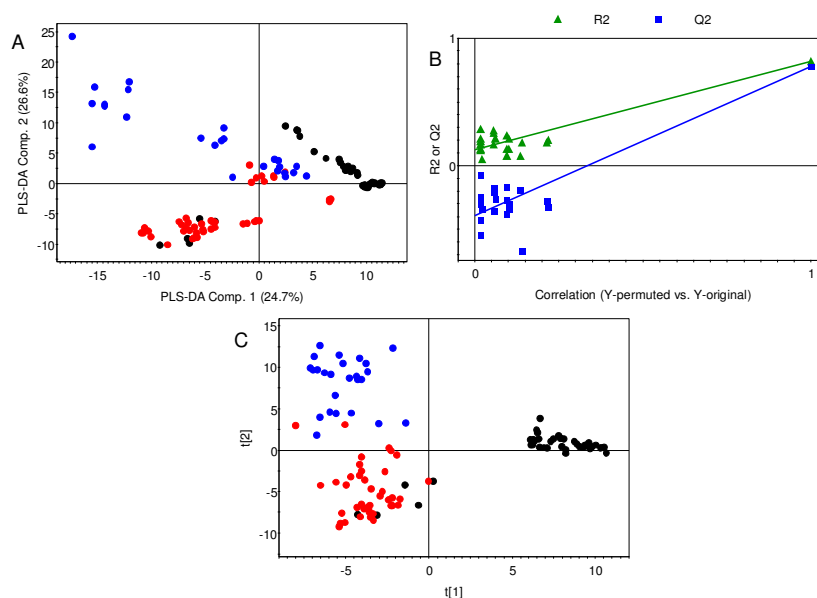 R2 Q2
A
25
20
15
10
5
0
-5
-10
PLS-DA Comp. 2 (26.6%)
-15 -10 -5 0 5 10
PLS-DA Comp. 1 (24.7%)
B
1
0
R2 or Q2
0 1
Correlation (Y-permuted vs. Y-original)
C
15
10
5
0
-5
-10
t[2]
-5 0 5 10
t[1]